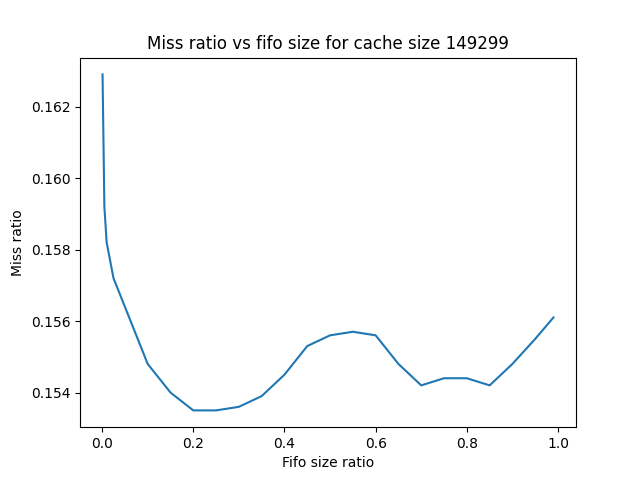 Miss ratio vs fifo size for cache size 149299
0.162
0.160
0.158
0.156
0.154
Miss ratio
0.0 0.2 0.4 0.6 0.8 1.0
Fifo size ratio